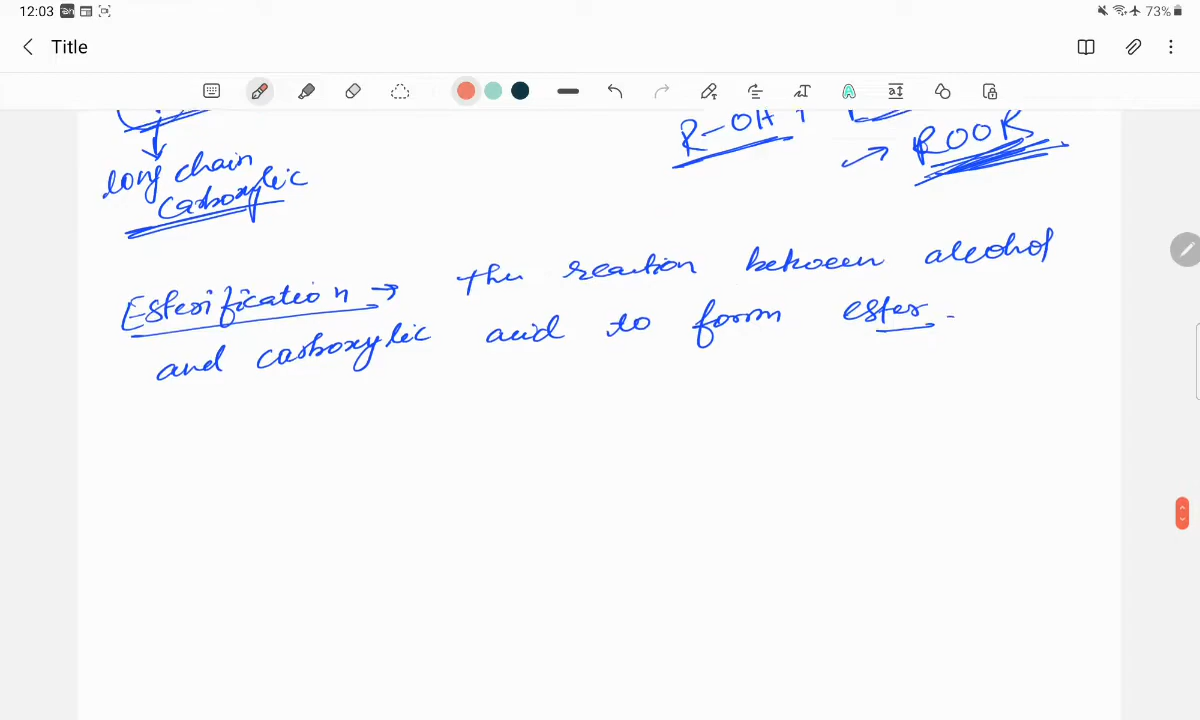 12:03
73%
Title
R-OH +
→ ROOR
long chain
carboxylic
Esterification → The reaction between alcohol
and carboxylic acid to form ester.